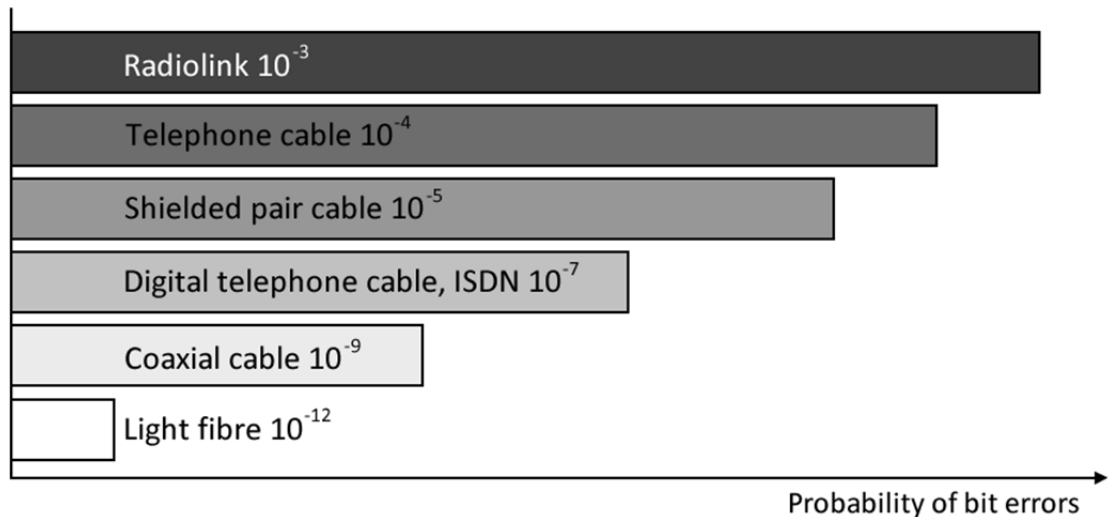 Radiolink 10⁻³
Telephone cable 10⁻⁴
Shielded pair cable 10⁻⁵
Digital telephone cable, ISDN 10⁻⁷
Coaxial cable 10⁻⁹
Light fibre 10⁻¹²
Probability of bit errors